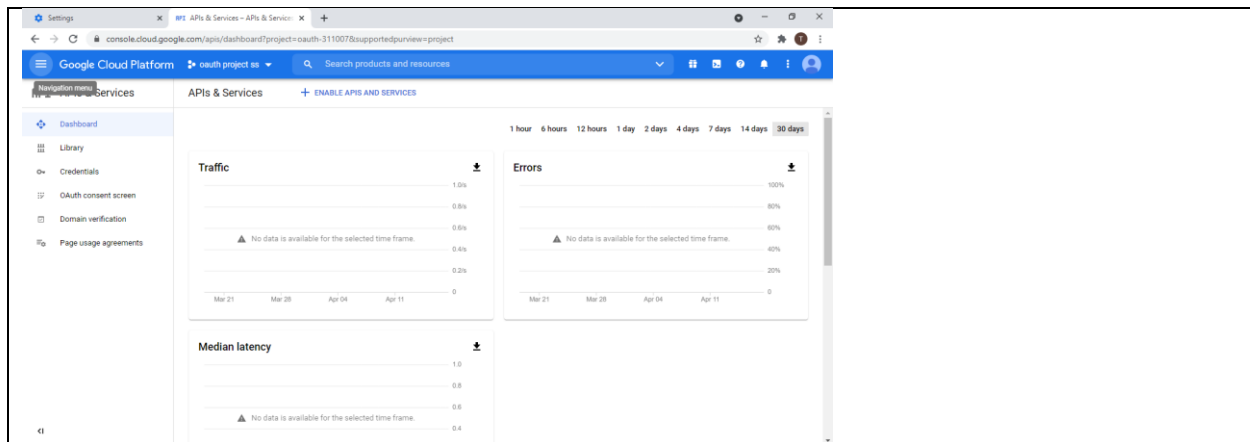 Settings
API APIs & Services – APIs & Service
console.cloud.google.com/apis/dashboard?project=oauth-311007&supportedpurview=project
T
Google Cloud Platform
oauth project ss
Search products and resources
Navigation menu
Services
APIs & Services
+ ENABLE APIS AND SERVICES
Dashboard
Library
Credentials
OAuth consent screen
Domain verification
Page usage agreements
1 hour 6 hours 12 hours 1 day 2 days 4 days 7 days 14 days 30 days
Traffic
1.0/s
0.8/s
0.6/s
No data is available for the selected time frame.
0.4/s
0.2/s
0
Mar 21 Mar 28 Apr 04 Apr 11
Errors
100%
80%
60%
No data is available for the selected time frame.
40%
20%
0
Mar 21 Mar 28 Apr 04 Apr 11
Median latency
1.0
0.8
0.6
No data is available for the selected time frame.
0.4